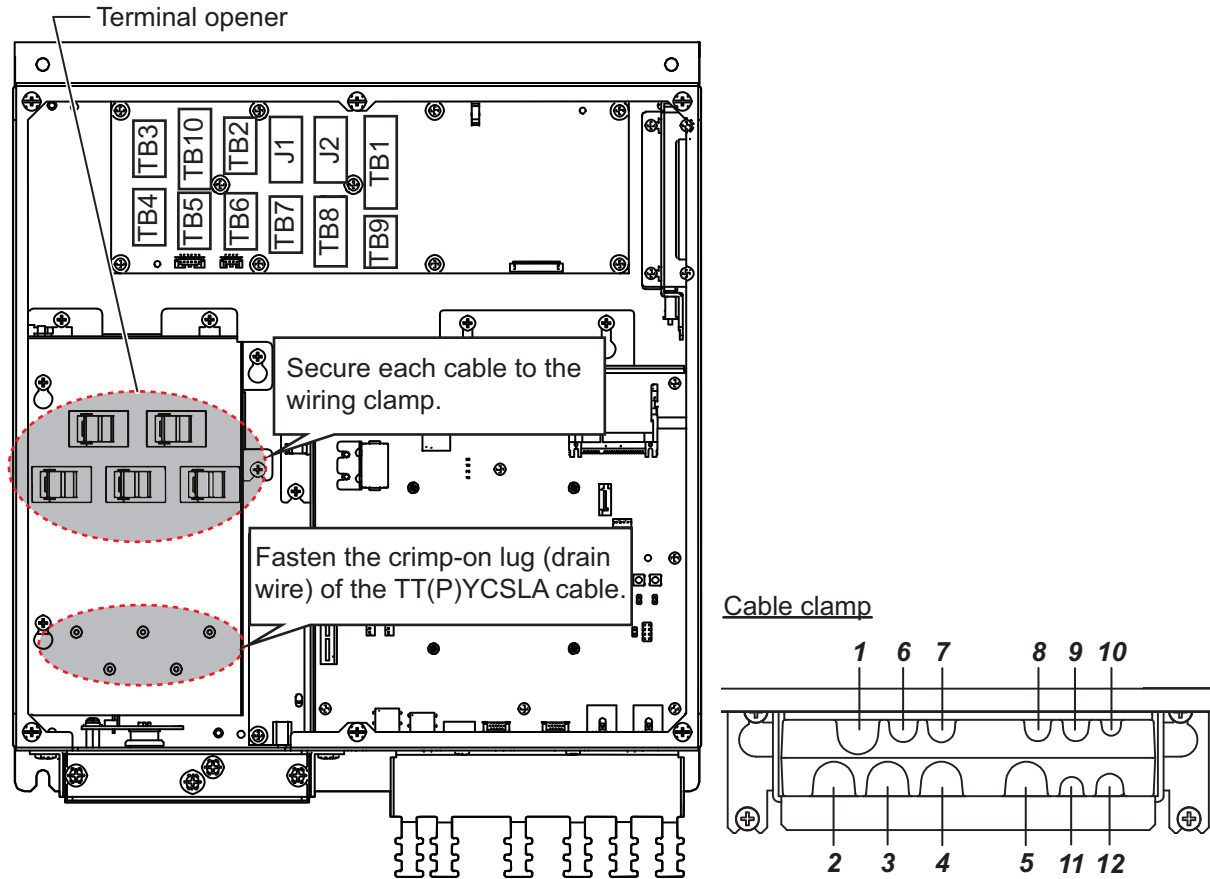 Terminal opener
TB3
TB10
TB2
J1
J2
TB1
TB4
TB5
TB6
TB7
TB8
TB9
Secure each cable to the
wiring clamp.
Fasten the crimp-on lug (drain
wire) of the TT(P)YCSLA cable.
Cable clamp
1 6 7 8 9 10
2 3 4 5 11 12